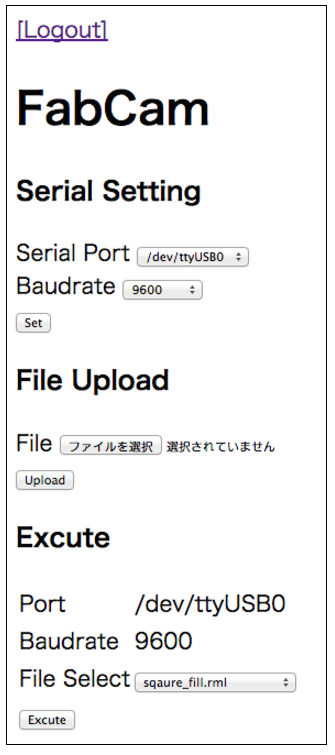 [Logout]
FabCam
Serial Setting
Serial Port /dev/ttyUSB0
Baudrate 9600
Set
File Upload
File ファイルを選択 選択されていません
Upload
Excute
Port /dev/ttyUSB0
Baudrate 9600
File Select sqaure_fill.rml
Excute